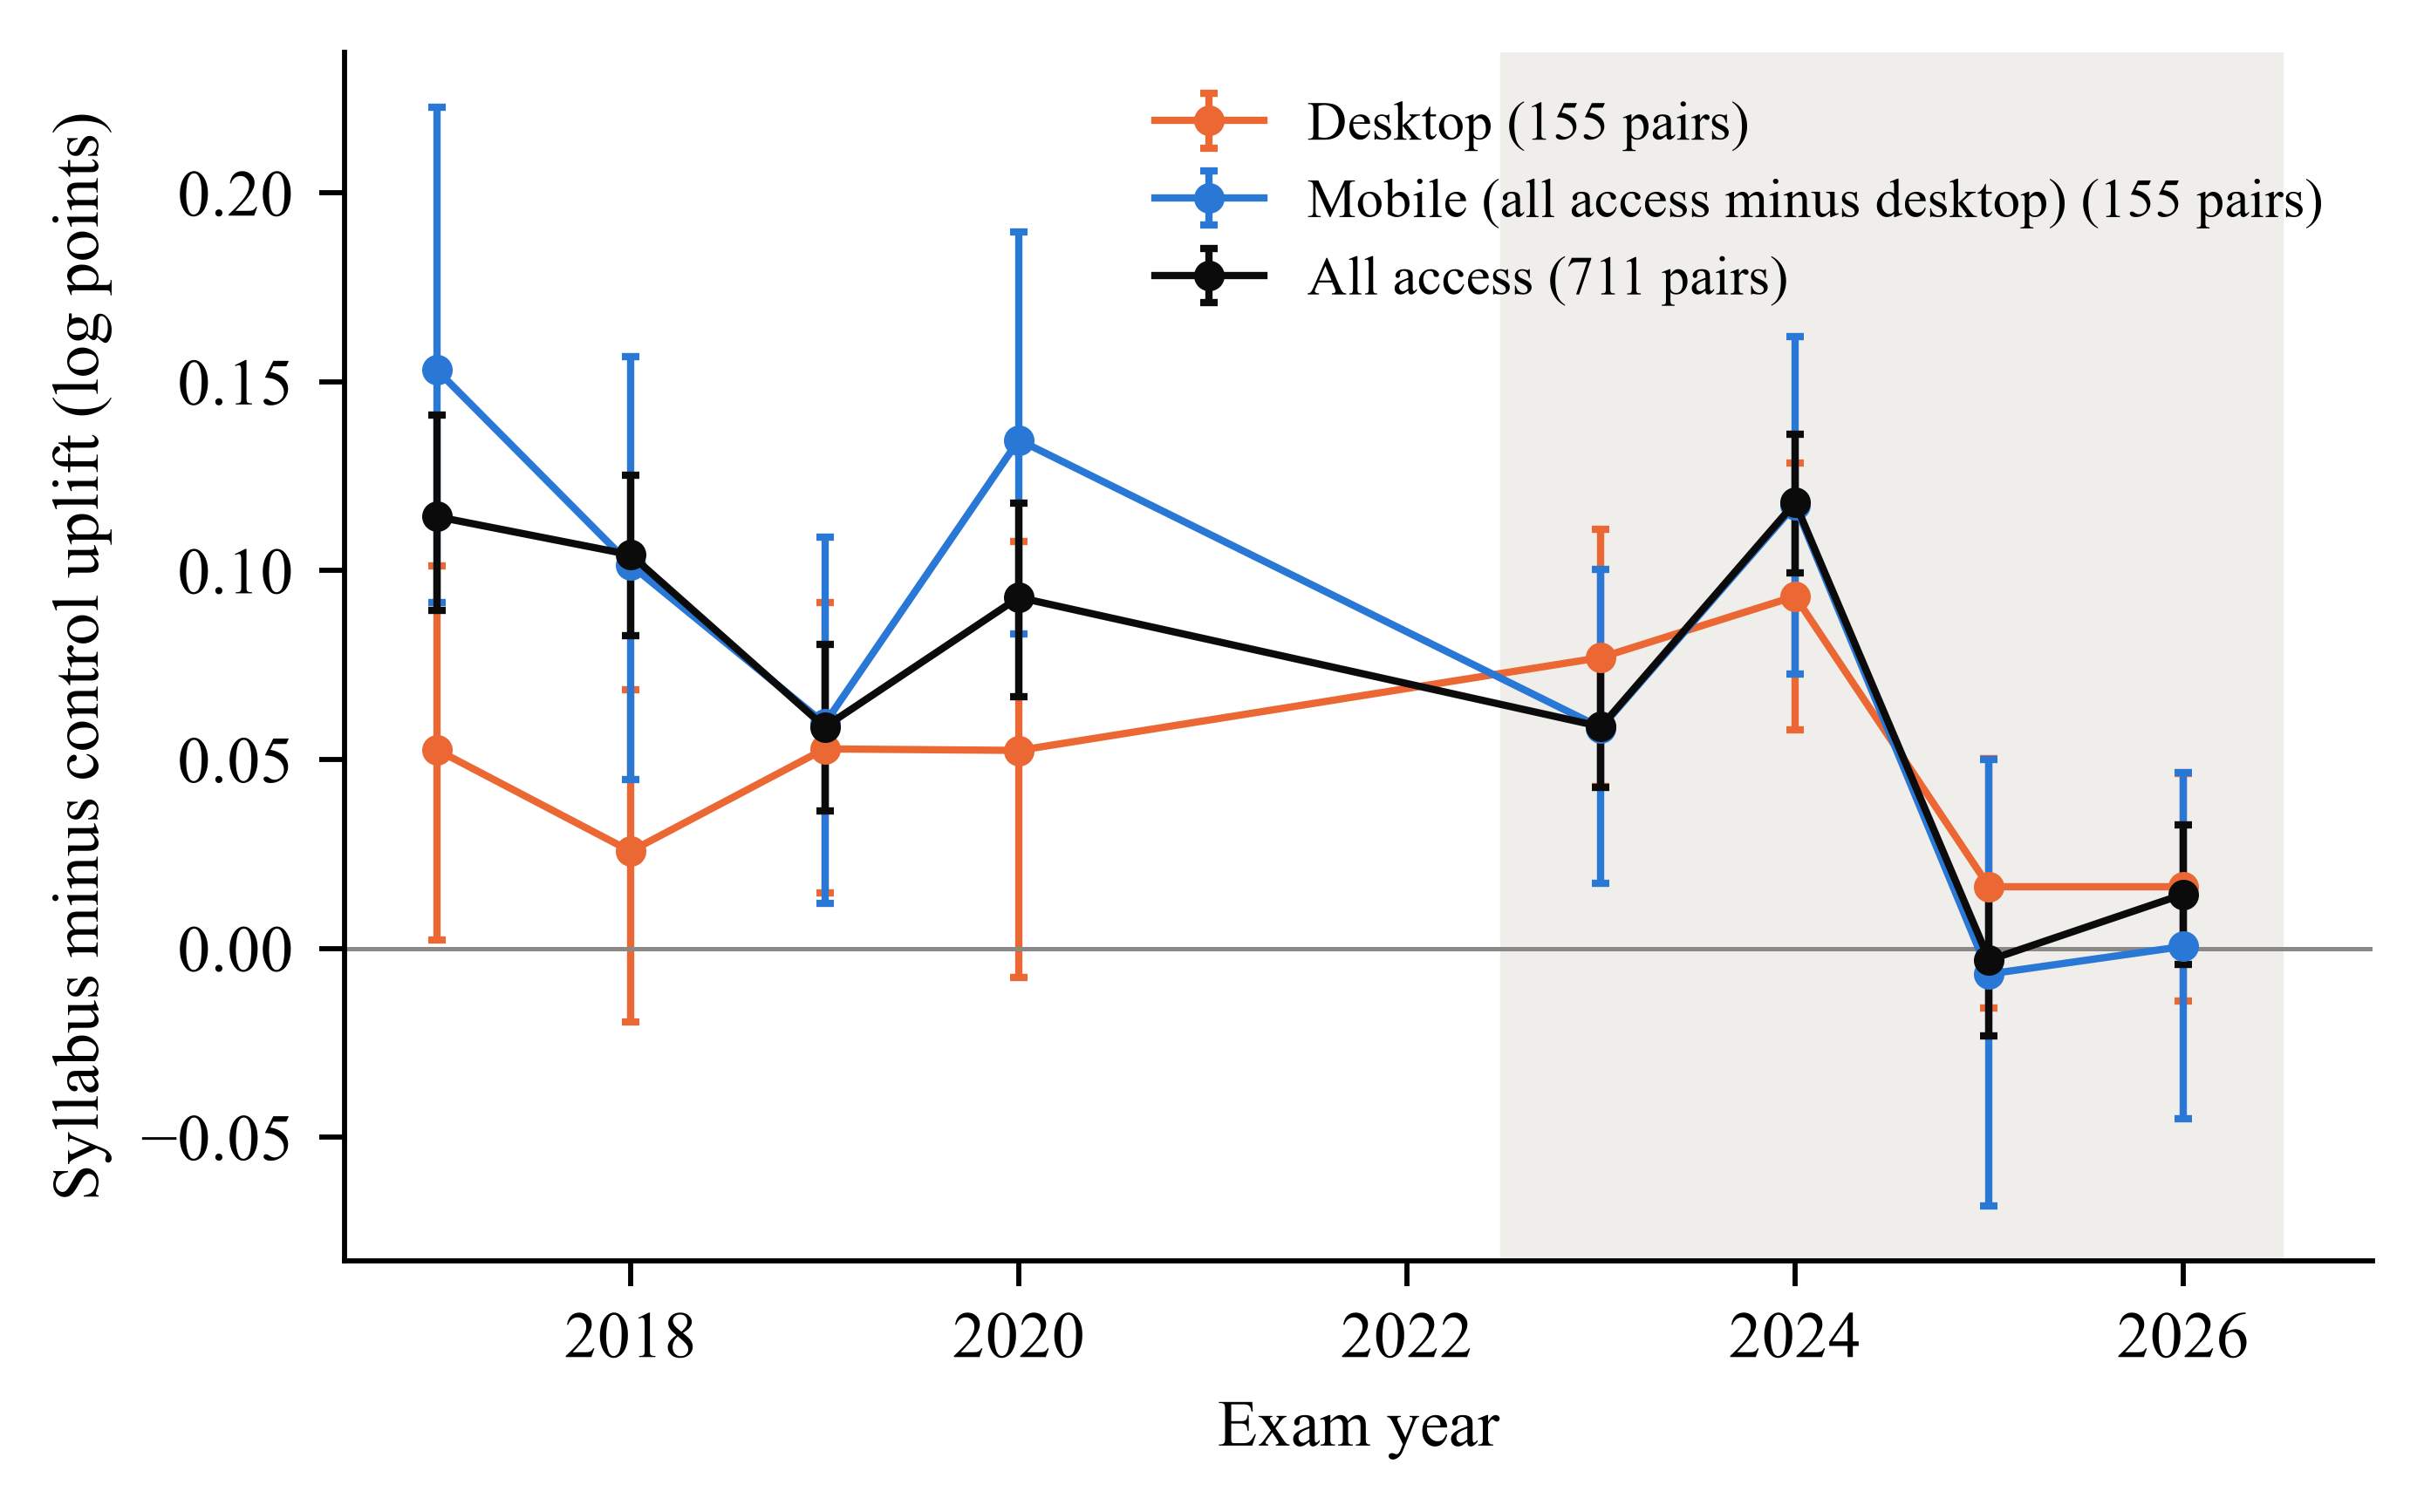 Desktop (155 pairs)
Mobile (all access minus desktop) (155 pairs)
All access (711 pairs)
Syllabus minus control uplift (log points)
0.20
0.15
0.10
0.05
0.00
−0.05
2018
2020
2022
2024
2026
Exam year